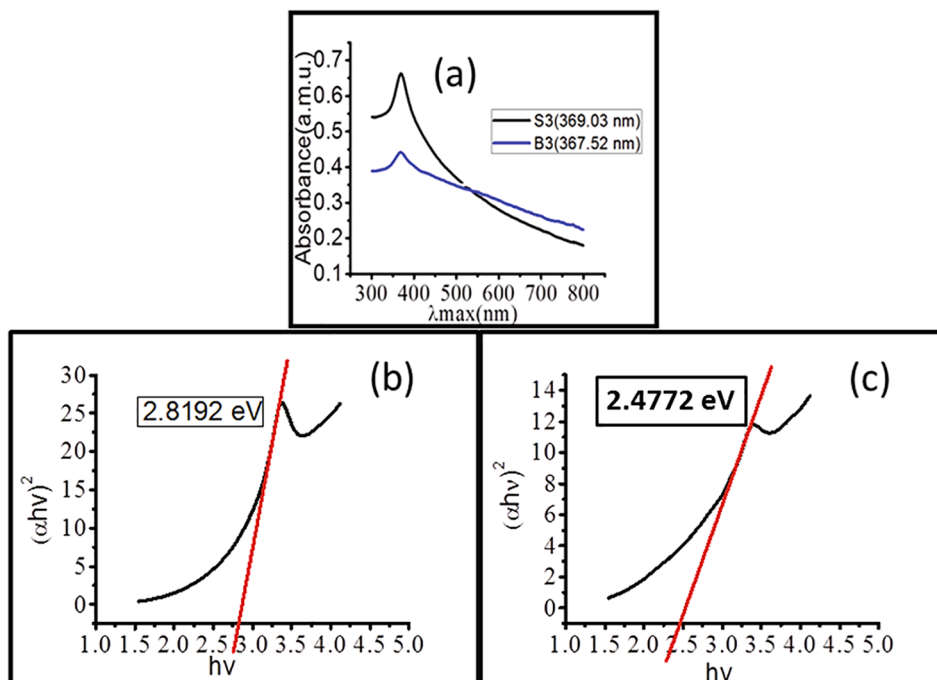 (a)
Absorbance(a.m.u.)
0.7
0.6
0.5
0.4
0.3
0.2
0.1
S3(369.03 nm)
B3(367.52 nm)
300 400 500 600 700 800
λmax(nm)
(b)
2.8192 eV
(αhν)²
30
25
20
15
10
5
0
1.0 1.5 2.0 2.5 3.0 3.5 4.0 4.5 5.0
hν
(c)
2.4772 eV
(αhν)²
14
12
10
8
6
4
2
0
1.0 1.5 2.0 2.5 3.0 3.5 4.0 4.5 5.0
hν